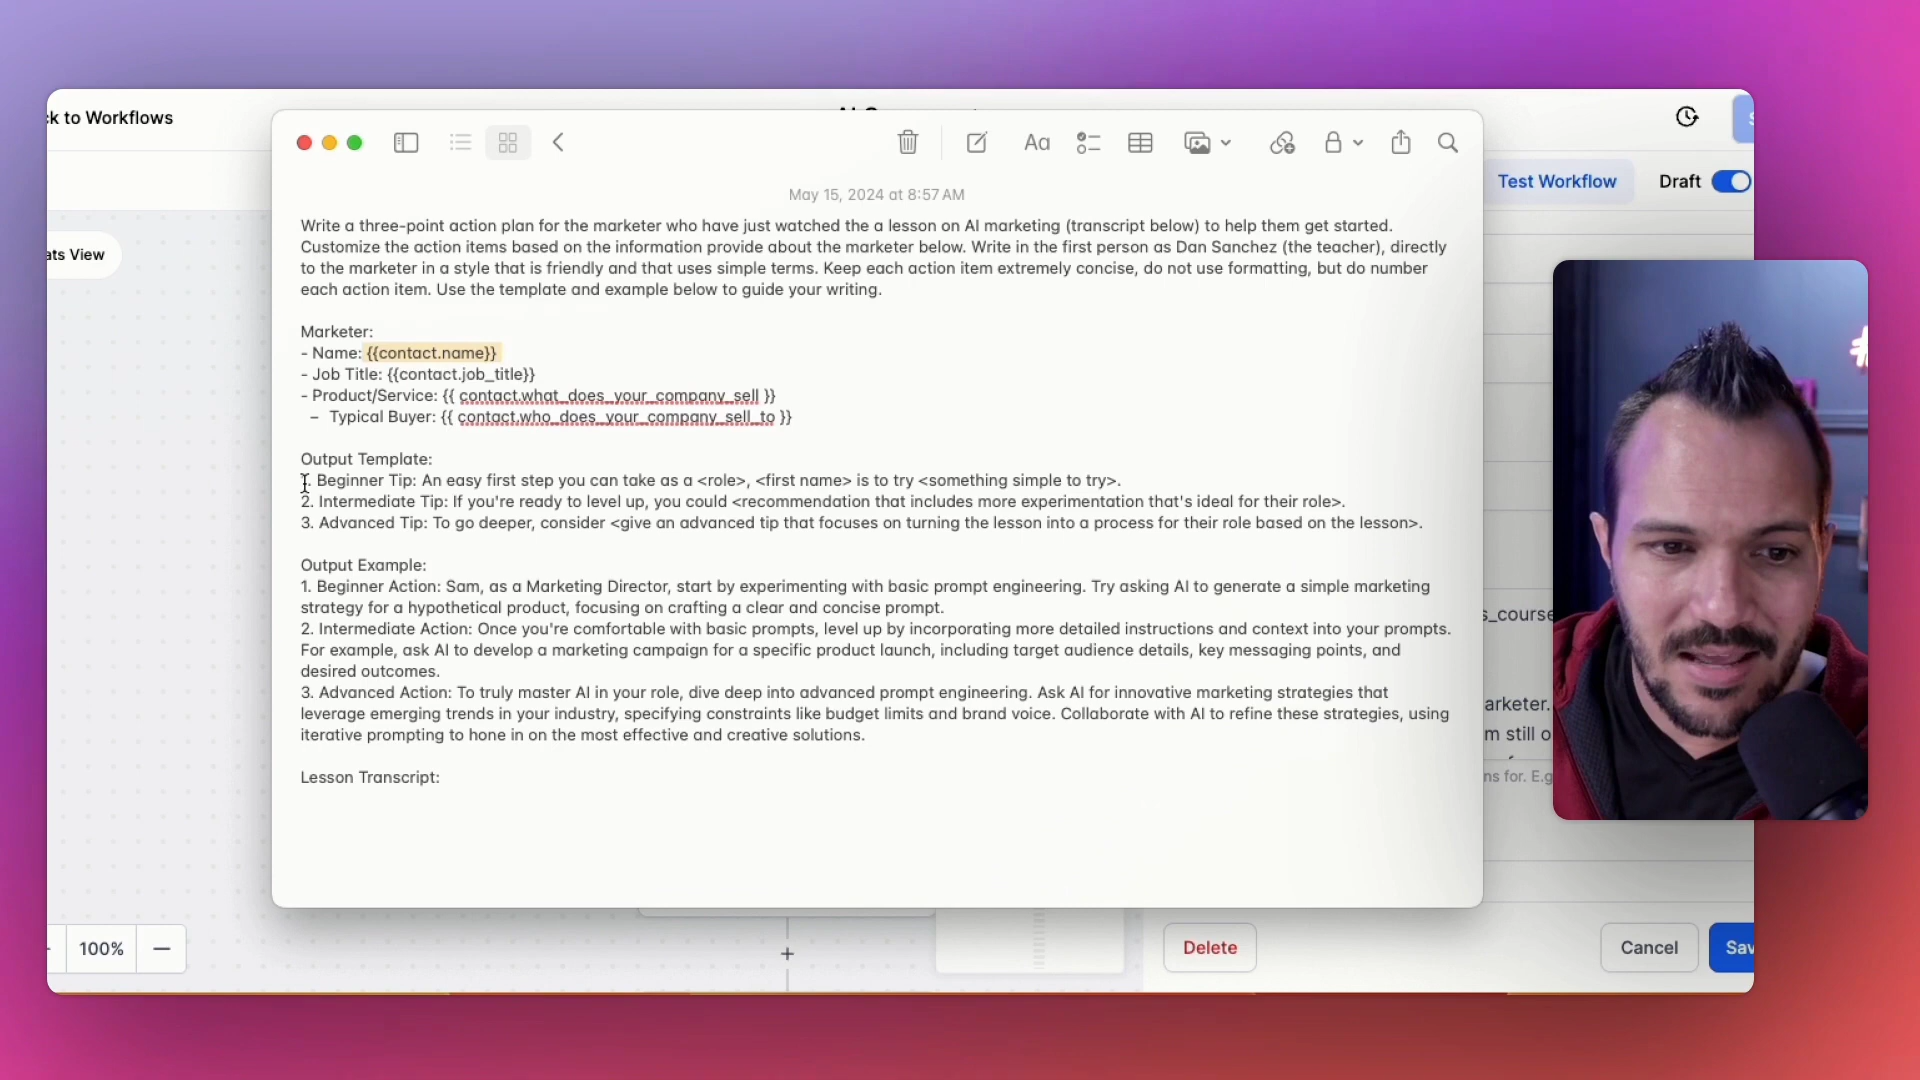 ck to Workflows
May 15, 2024 at 8:57 AM
Test Workflow
Draft
ats View
Write a three-point action plan for the marketer who have just watched the a lesson on AI marketing (transcript below) to help them get started.
Customize the action items based on the information provide about the marketer below. Write in the first person as Dan Sanchez (the teacher), directly
to the marketer in a style that is friendly and that uses simple terms. Keep each action item extremely concise, do not use formatting, but do number
each action item. Use the template and example below to guide your writing.
Marketer:
- Name: {{contact.name}}
- Job Title: {{contact.job_title}}
- Product/Service: {{ contact.what_does_your_company_sell }}
– Typical Buyer: {{ contact.who_does_your_company_sell_to }}
Output Template:
1. Beginner Tip: An easy first step you can take as a <role>, <first name> is to try <something simple to try>.
2. Intermediate Tip: If you're ready to level up, you could <recommendation that includes more experimentation that's ideal for their role>.
3. Advanced Tip: To go deeper, consider <give an advanced tip that focuses on turning the lesson into a process for their role based on the lesson>.
Output Example:
1. Beginner Action: Sam, as a Marketing Director, start by experimenting with basic prompt engineering. Try asking AI to generate a simple marketing
strategy for a hypothetical product, focusing on crafting a clear and concise prompt.
2. Intermediate Action: Once you're comfortable with basic prompts, level up by incorporating more detailed instructions and context into your prompts.
For example, ask AI to develop a marketing campaign for a specific product launch, including target audience details, key messaging points, and
desired outcomes.
3. Advanced Action: To truly master AI in your role, dive deep into advanced prompt engineering. Ask AI for innovative marketing strategies that
leverage emerging trends in your industry, specifying constraints like budget limits and brand voice. Collaborate with AI to refine these strategies, using
iterative prompting to hone in on the most effective and creative solutions.
Lesson Transcript:
s_course
arketer.
m still o
ns for. E.g
100%
Delete
Cancel
Sav